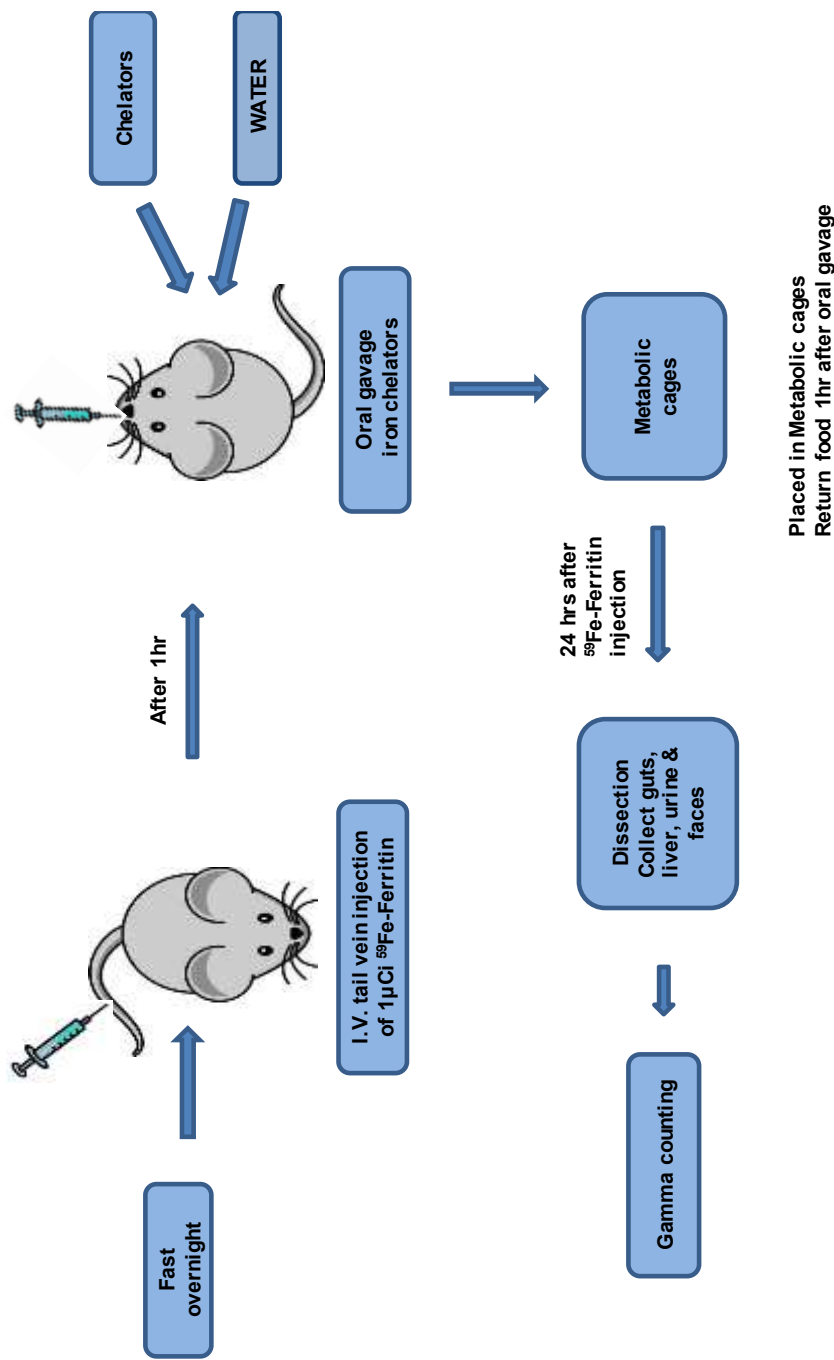 Fast
overnight
I.V. tail vein injection
of 1µCi ⁵⁹Fe-Ferritin
After 1hr
Chelators
WATER
Oral gavage
iron chelators
Metabolic
cages
Placed in Metabolic cages
Return food 1hr after oral gavage
24 hrs after
⁵⁹Fe-Ferritin
injection
Dissection
Collect guts,
liver, urine &
faces
Gamma counting